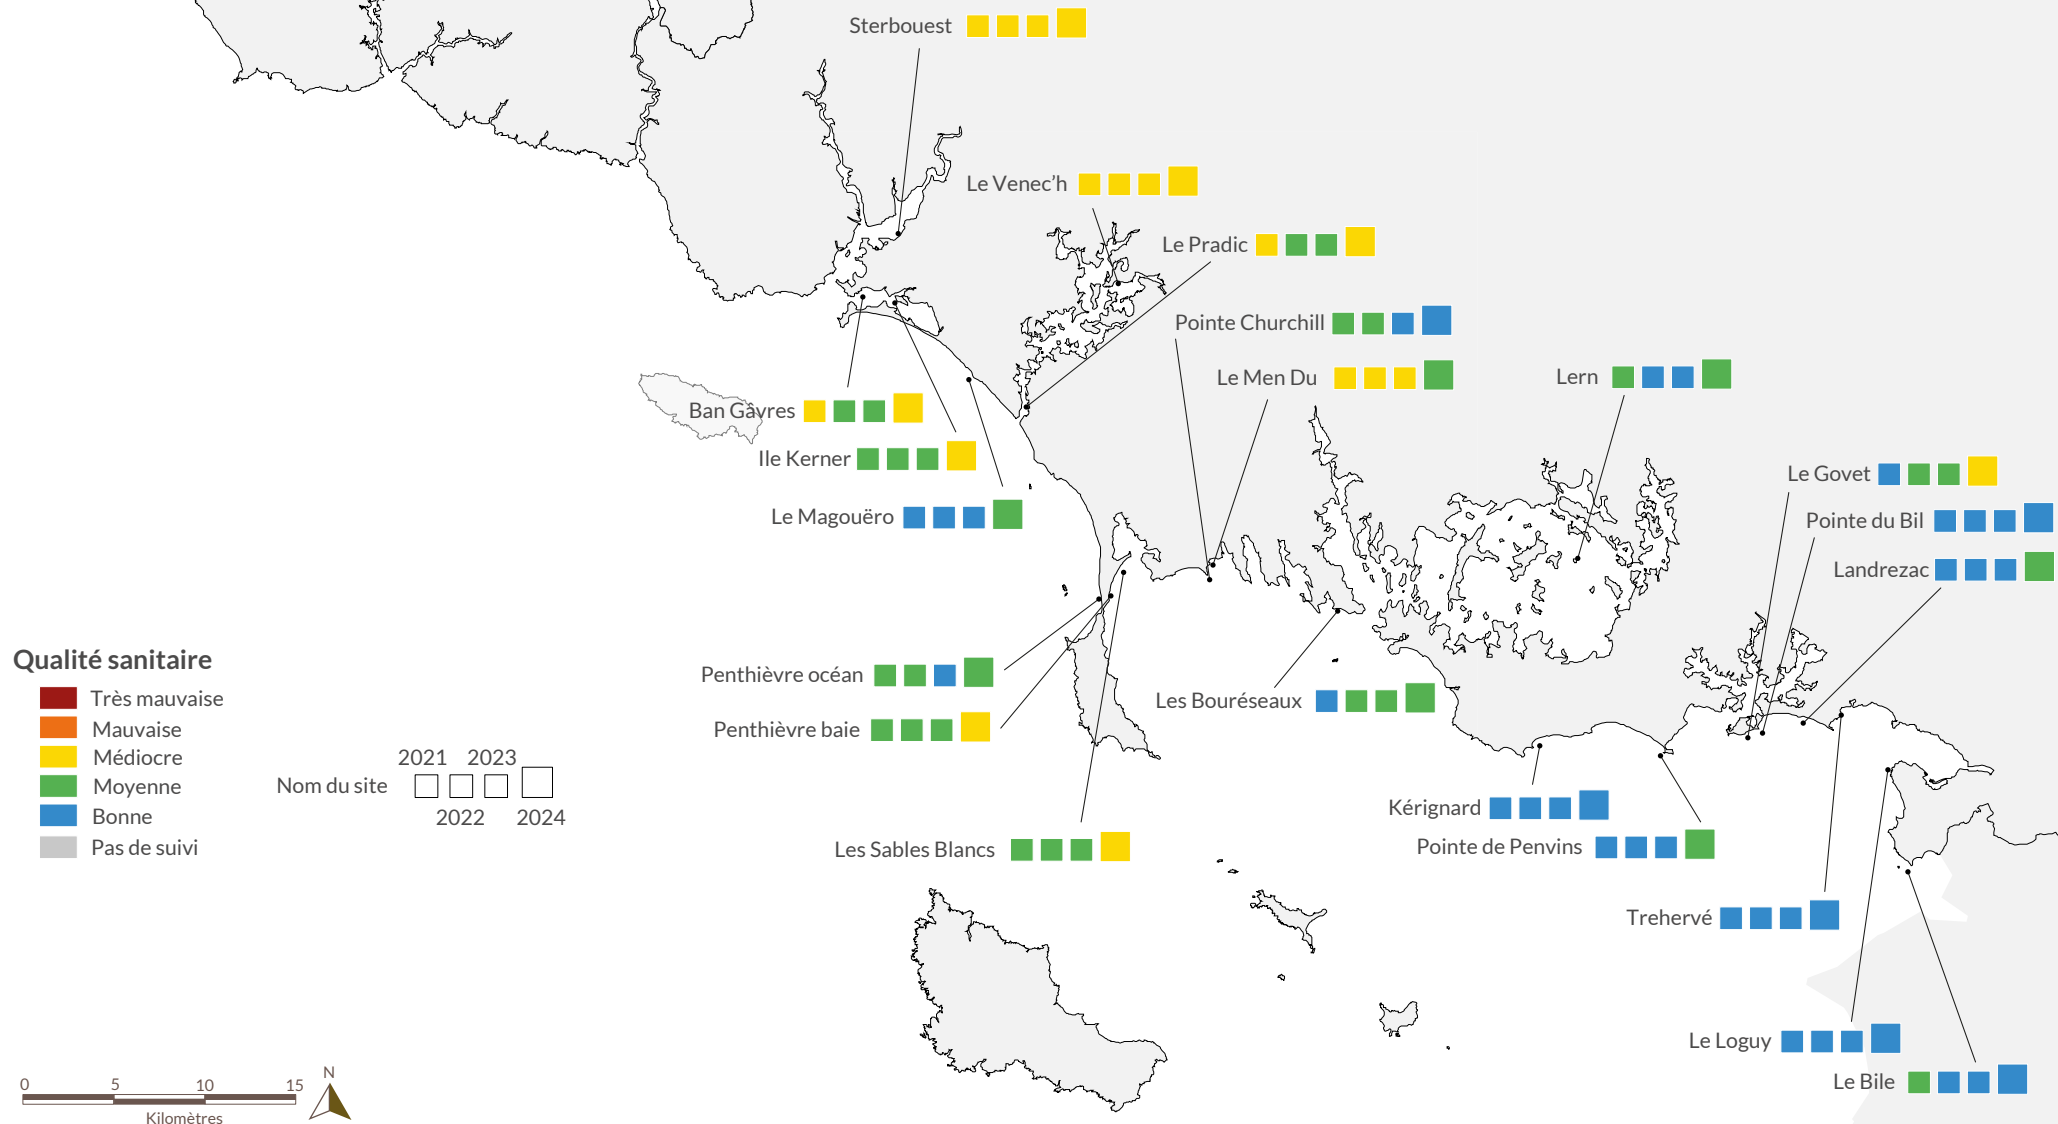 Sterbouest
Le Venec’h
Le Pradic
Pointe Churchill
Le Men Du
Lern
Ban Gâvres
Ile Kerner
Le Govet
Le Magouëro
Pointe du Bil
Landrezac
Penthièvre océan
Les Bouréseaux
Penthièvre baie
Kérignard
Les Sables Blancs
Pointe de Penvins
Trehervé
Le Loguy
Le Bile
Qualité sanitaire
Très mauvaise
Mauvaise
Médiocre
Moyenne
Bonne
Pas de suivi
2021 2023
Nom du site
2022 2024
0 5 10 15
Kilomètres
N